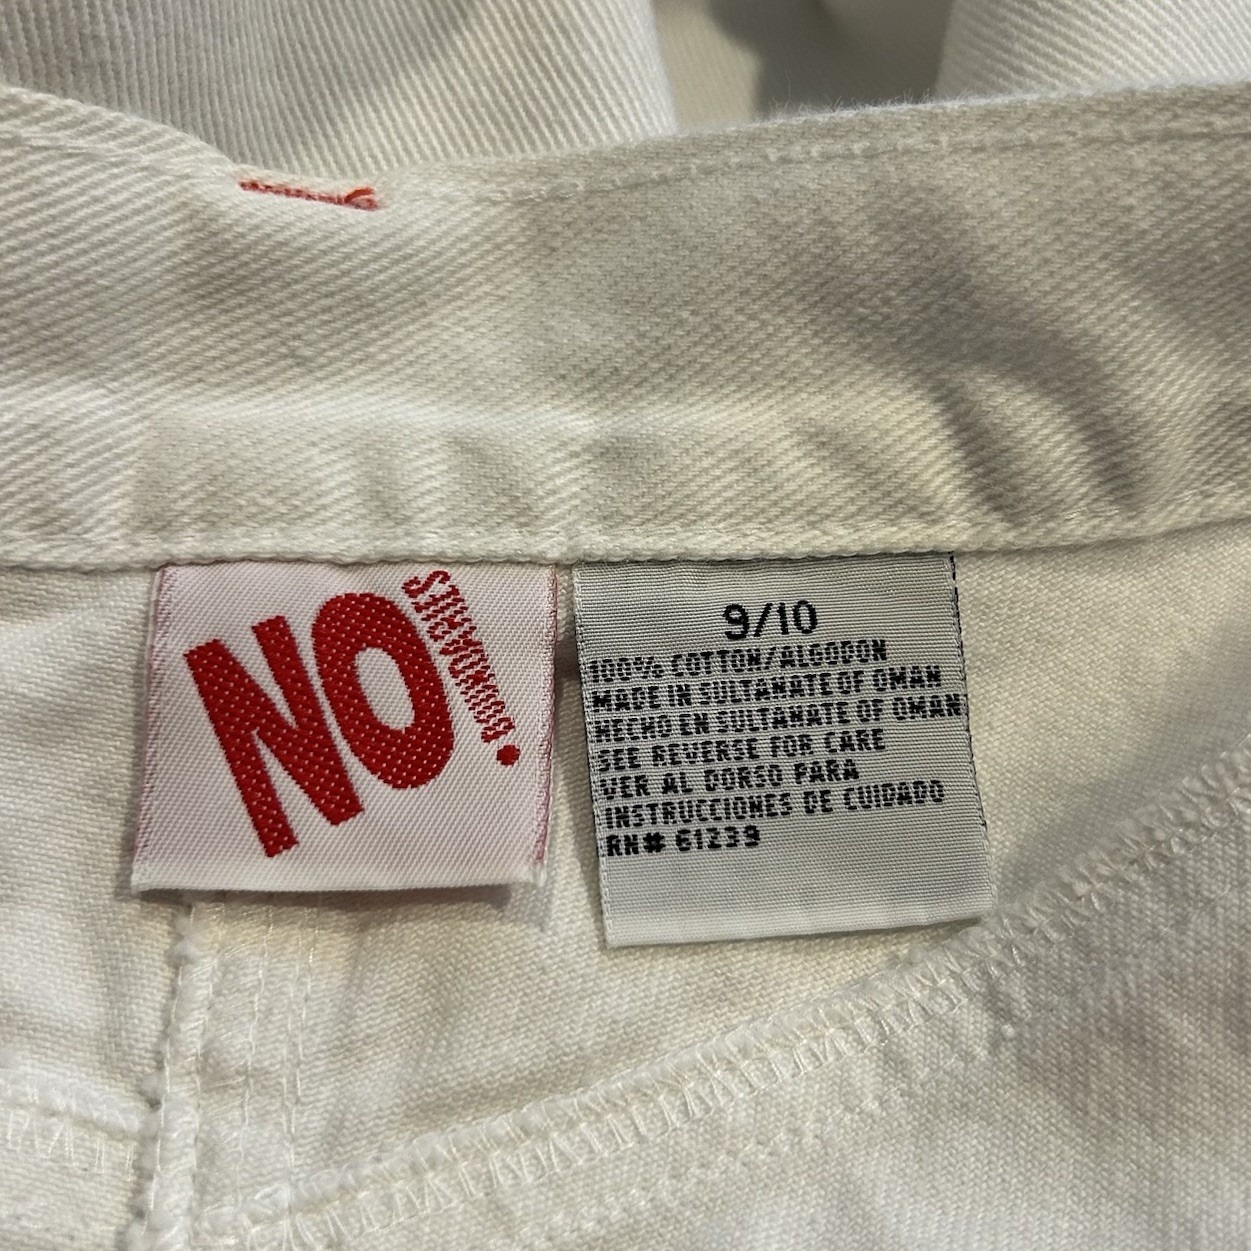 NO!
BOUNDARIES
9/10
100% COTTON/ALGODON
MADE IN SULTANATE OF OMAN
HECHO EN SULTANATE OF OMAN
SEE REVERSE FOR CARE
VER AL DORSO PARA
INSTRUCCIONES DE CUIDADO
RN# 61239